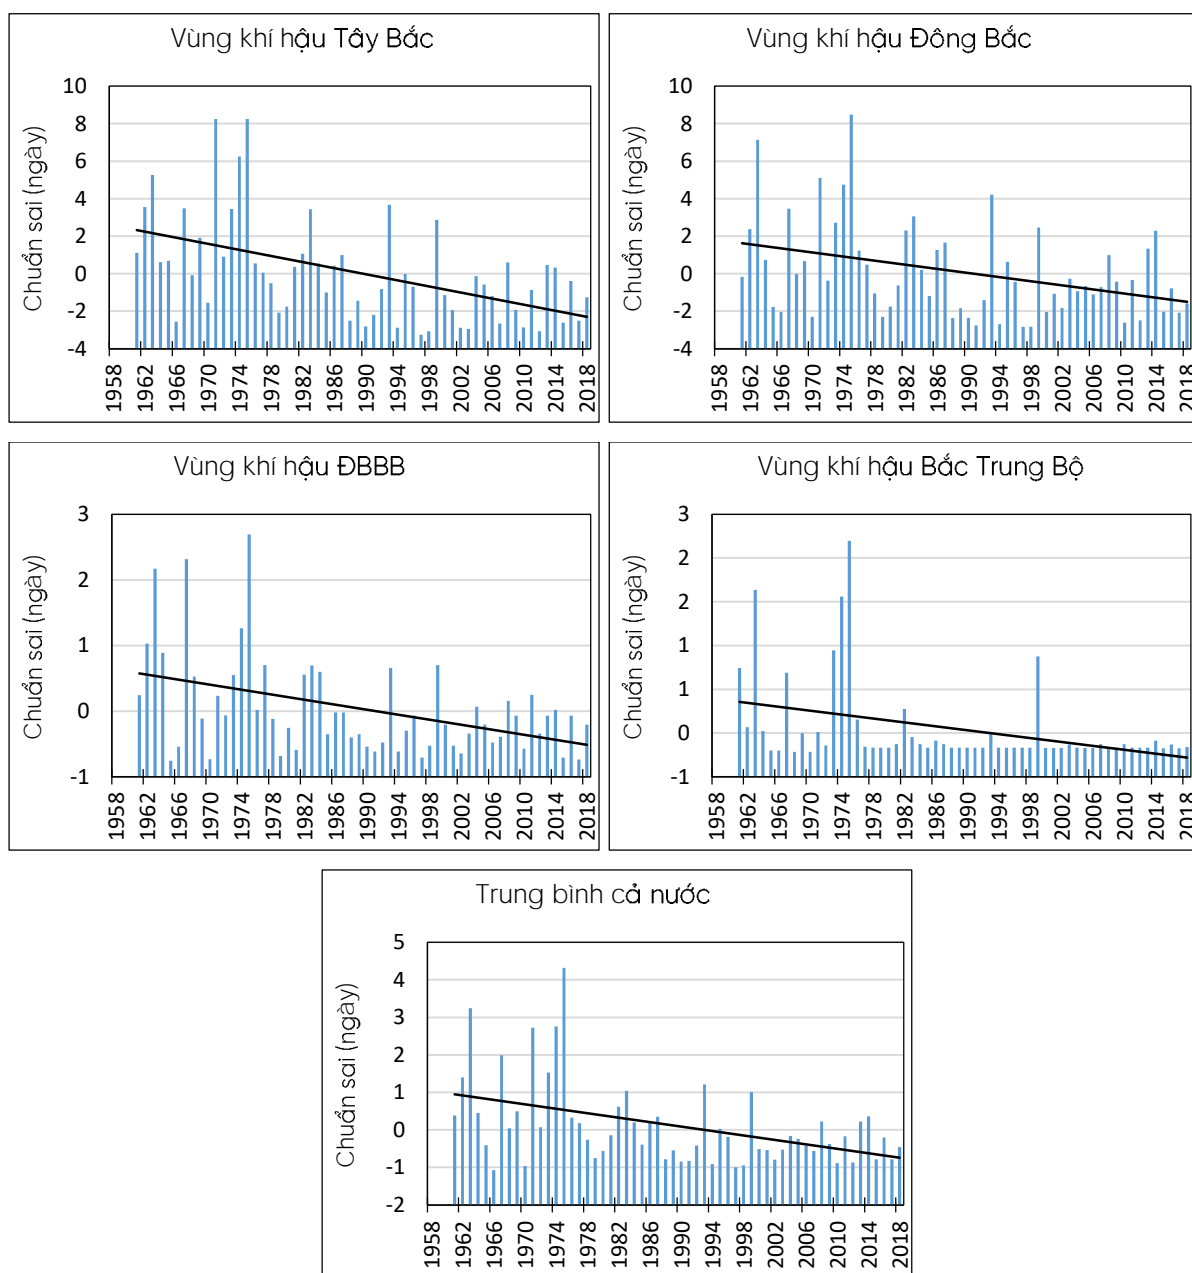 Vùng khí hậu Tây Bắc
Chuẩn sai (ngày)
10
8
6
4
2
0
-2
-4
1958 1962 1966 1970 1974 1978 1982 1986 1990 1994 1998 2002 2006 2010 2014 2018
Vùng khí hậu Đông Bắc
Chuẩn sai (ngày)
10
8
6
4
2
0
-2
-4
1958 1962 1966 1970 1974 1978 1982 1986 1990 1994 1998 2002 2006 2010 2014 2018
Vùng khí hậu ĐBBB
Chuẩn sai (ngày)
3
2
1
0
-1
1958 1962 1966 1970 1974 1978 1982 1986 1990 1994 1998 2002 2006 2010 2014 2018
Vùng khí hậu Bắc Trung Bộ
Chuẩn sai (ngày)
3
2
2
1
1
0
-1
1958 1962 1966 1970 1974 1978 1982 1986 1990 1994 1998 2002 2006 2010 2014 2018
Trung bình cả nước
Chuẩn sai (ngày)
5
4
3
2
1
0
-1
-2
1958 1962 1966 1970 1974 1978 1982 1986 1990 1994 1998 2002 2006 2010 2014 2018